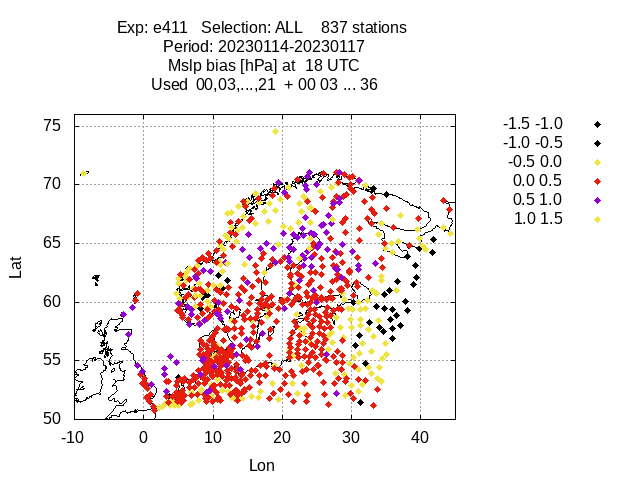 Exp: e411 Selection: ALL 837 stations
Period: 20230114-20230117
Mslp bias [hPa] at 18 UTC
Used 00,03,...,21 + 00 03 ... 36
75
70
65
60
55
50
Lat
-10 0 10 20 30 40
Lon
-1.5 -1.0
-1.0 -0.5
-0.5 0.0
0.0 0.5
0.5 1.0
1.0 1.5